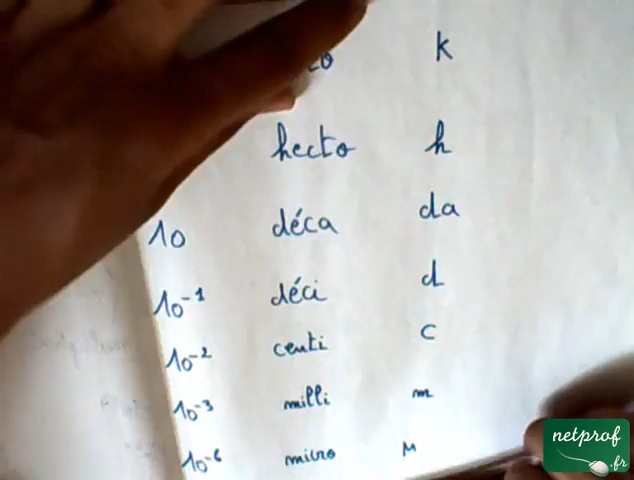 k
hecto h
10 déca da
10⁻¹ déci d
10⁻² centi c
10⁻³ milli m
10⁻⁶ micro μ
netprof
.fr